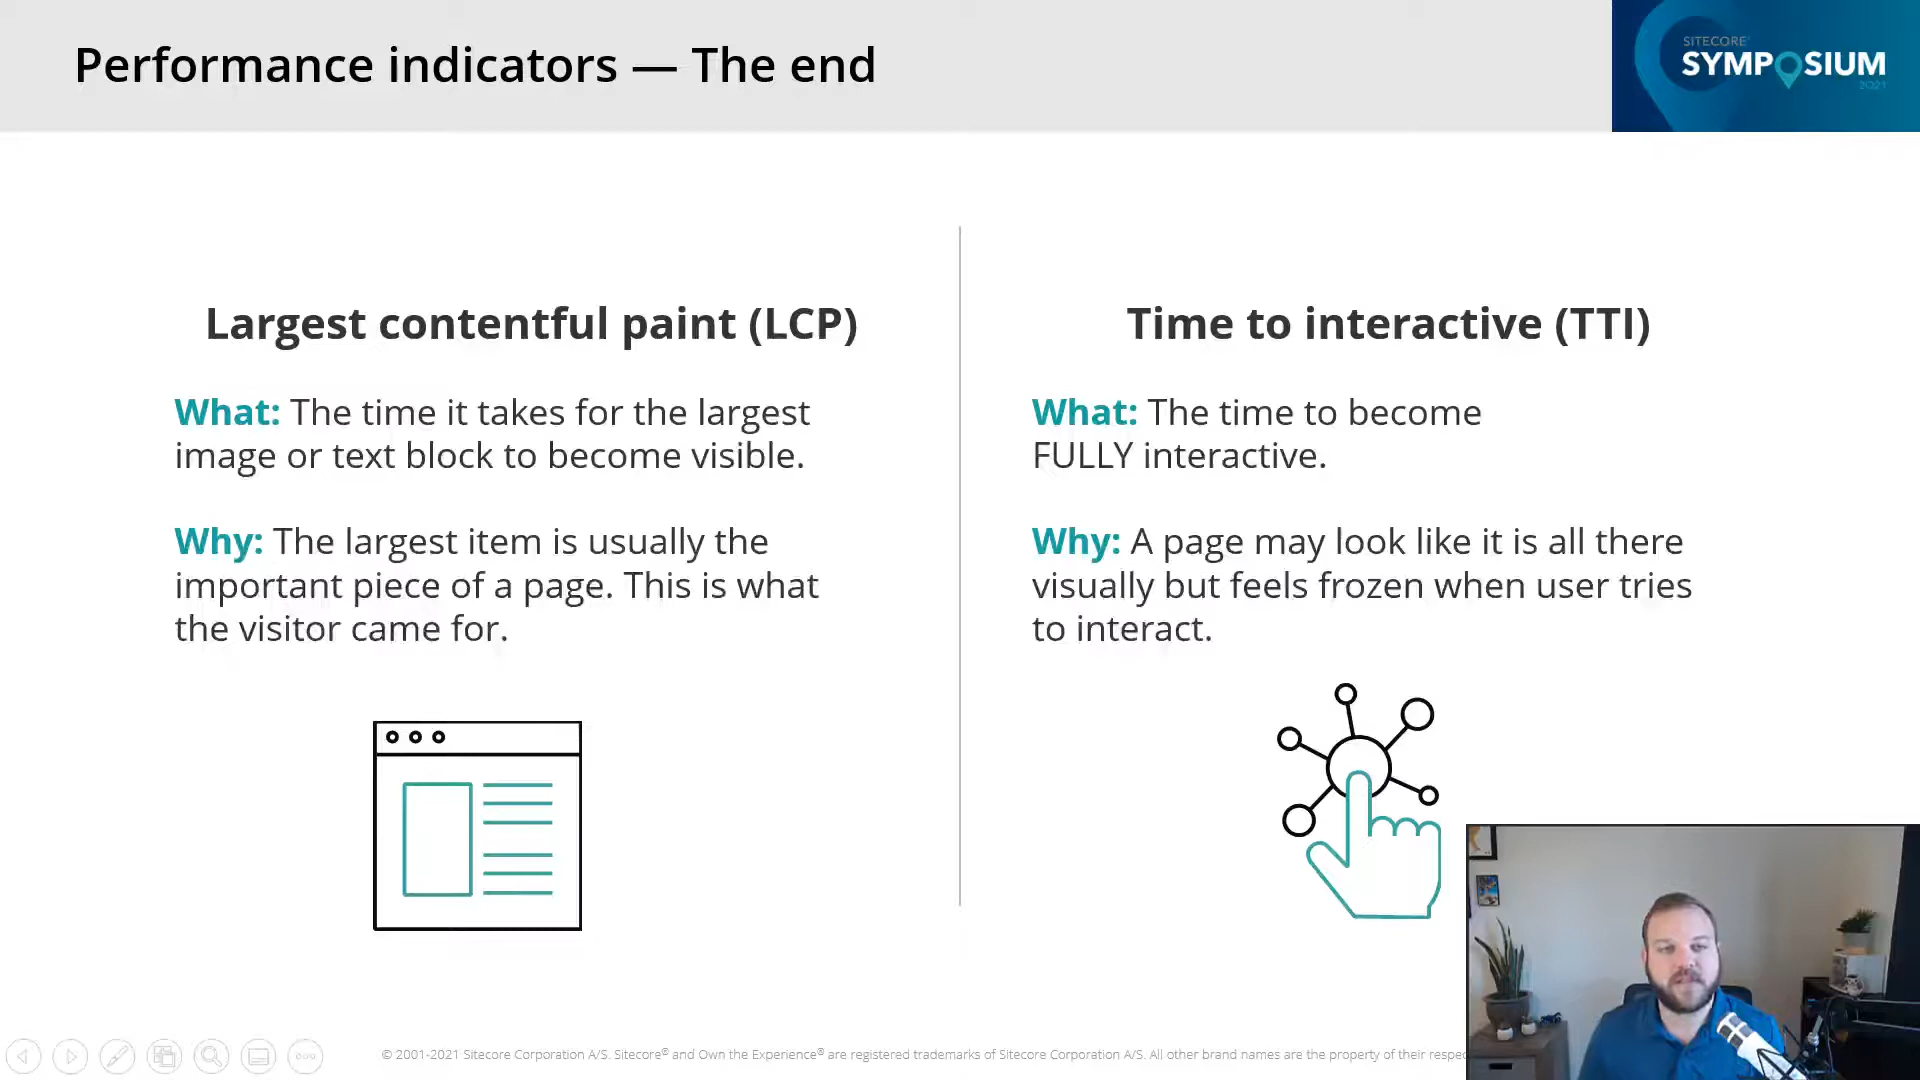 Performance indicators — The end
SITECORE
SYMPOSIUM
2021
Largest contentful paint (LCP)
What: The time it takes for the largest
image or text block to become visible.
Why: The largest item is usually the
important piece of a page. This is what
the visitor came for.
Time to interactive (TTI)
What: The time to become
FULLY interactive.
Why: A page may look like it is all there
visually but feels frozen when user tries
to interact.
© 2001-2021 Sitecore Corporation A/S. Sitecore® and Own the Experience® are registered trademarks of Sitecore Corporation A/S. All other brand names are the property of their